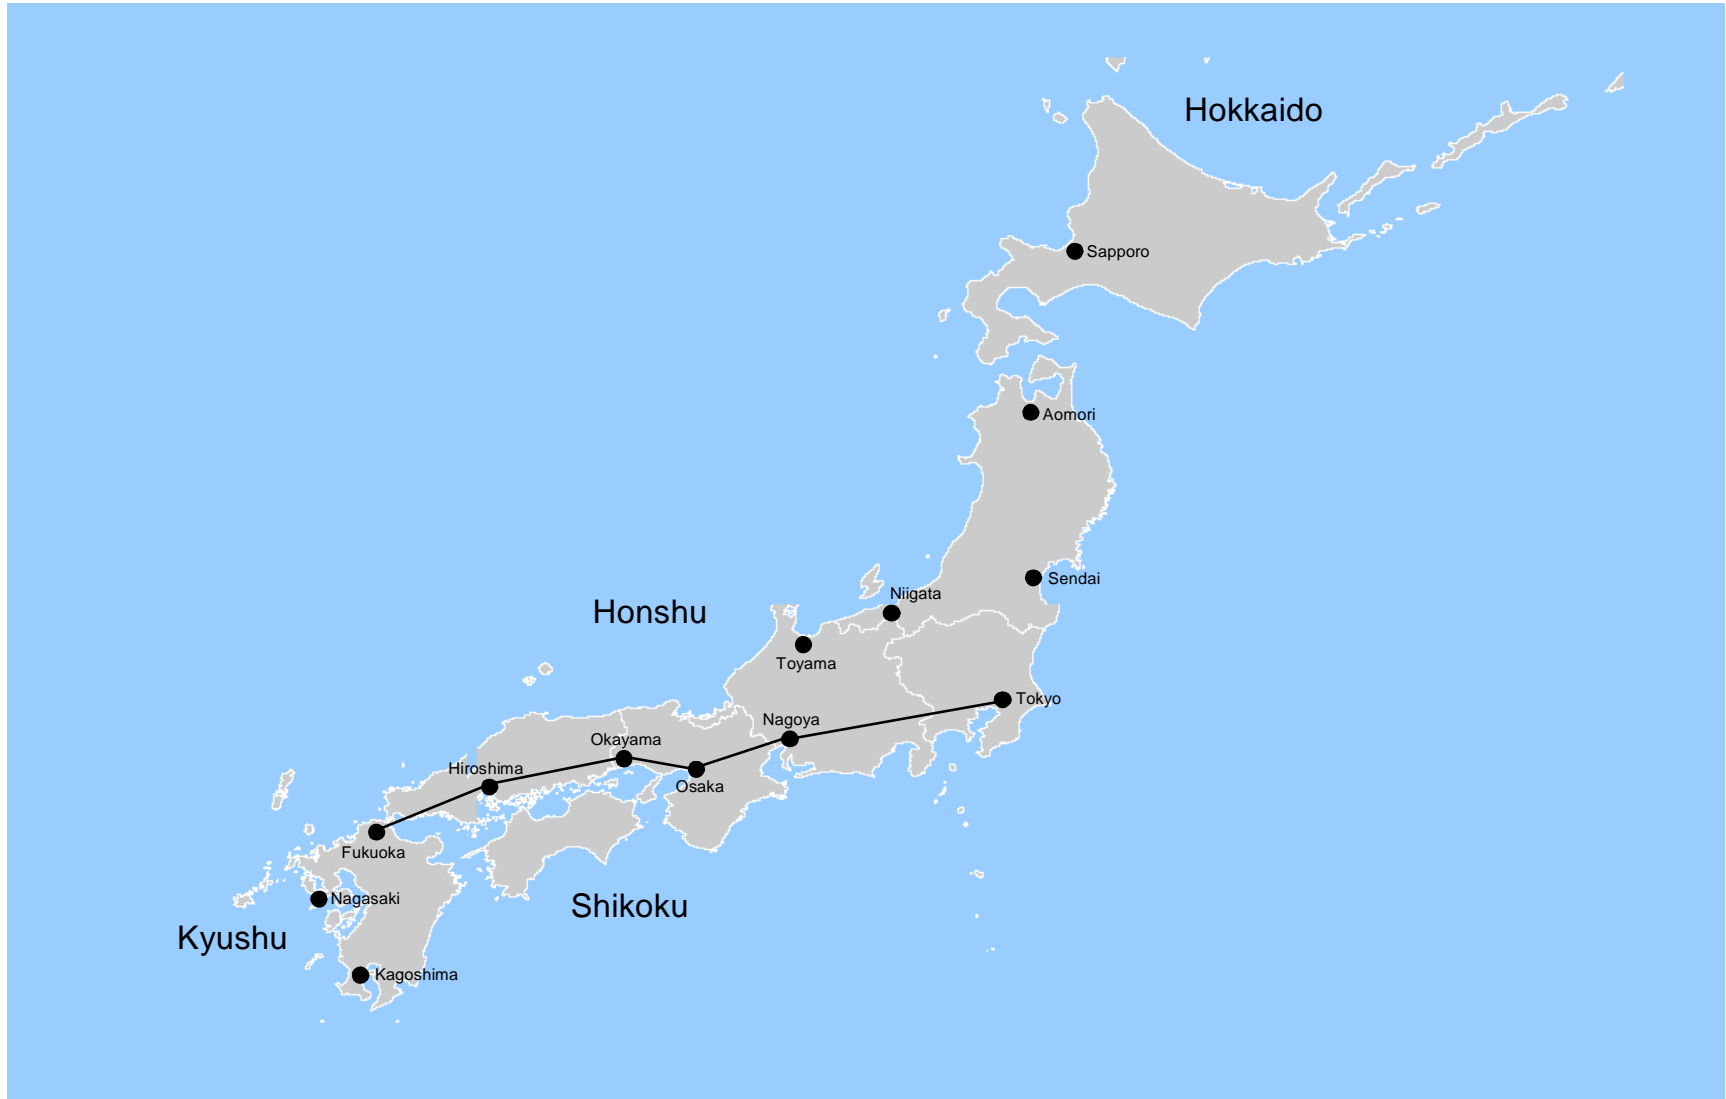 Hokkaido
Sapporo
Aomori
Sendai
Niigata
Honshu
Toyama
Tokyo
Nagoya
Okayama
Hiroshima
Osaka
Fukuoka
Nagasaki
Shikoku
Kyushu
Kagoshima